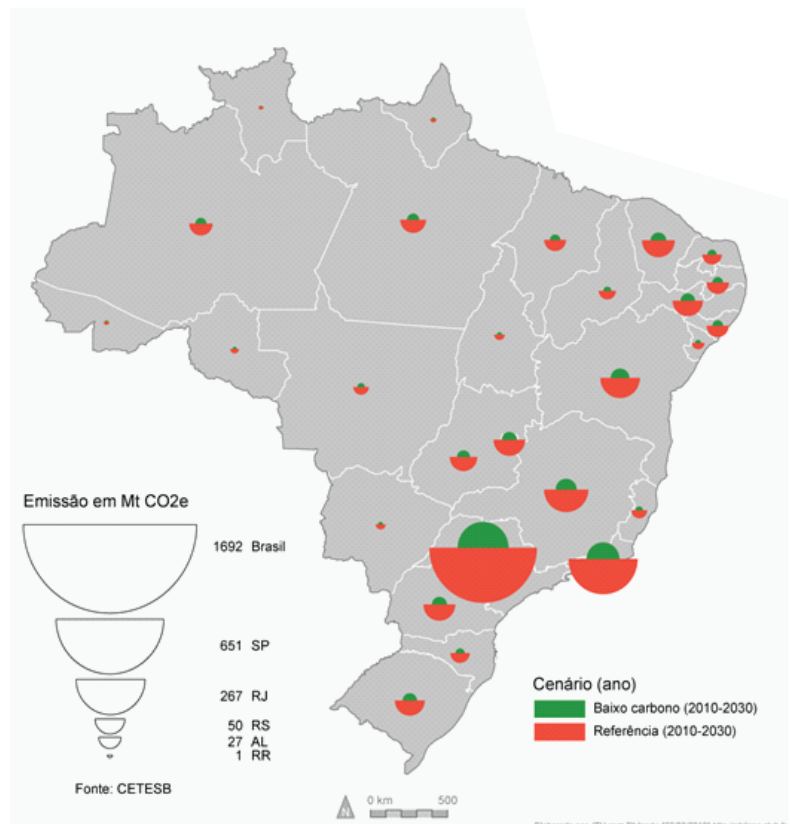 Emissão em Mt CO2e
1692 Brasil
651 SP
267 RJ
50 RS
27 AL
1 RR
Fonte: CETESB
N
0 km 500
Cenário (ano)
Baixo carbono (2010-2030)
Referência (2010-2030)